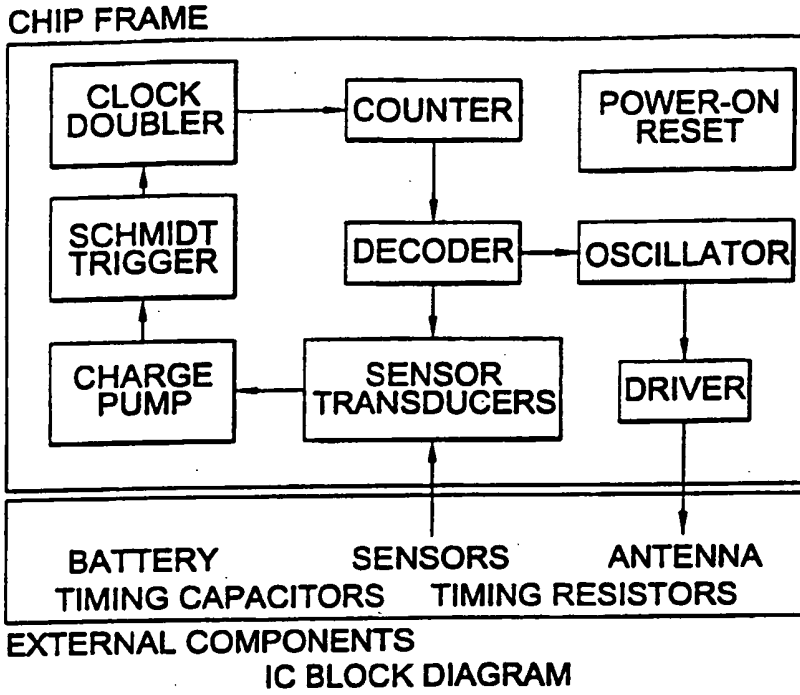 CHIP FRAME
CLOCK
DOUBLER
COUNTER
POWER-ON
RESET
SCHMIDT
TRIGGER
DECODER
OSCILLATOR
CHARGE
PUMP
SENSOR
TRANSDUCERS
DRIVER
BATTERY SENSORS ANTENNA
TIMING CAPACITORS TIMING RESISTORS
EXTERNAL COMPONENTS
IC BLOCK DIAGRAM